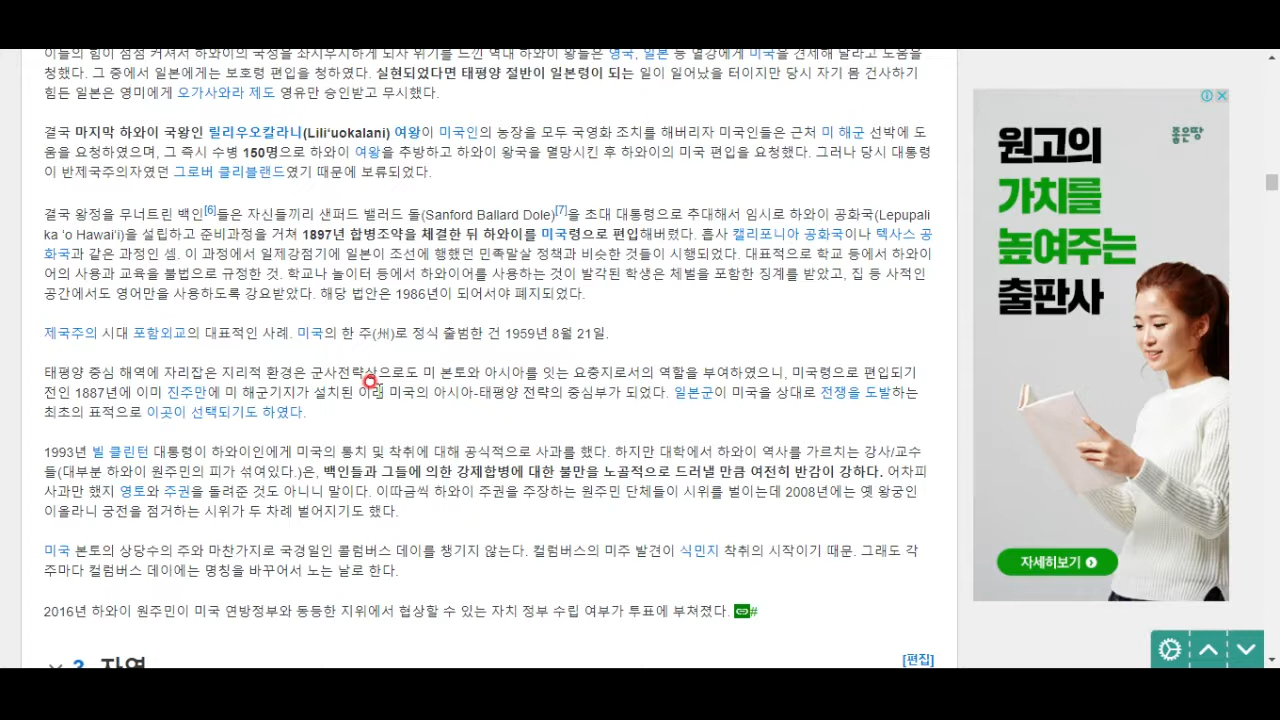 이들의 힘이 점점 커져서 하와이의 국정을 좌지우지하게 되자 위기를 느낀 역대 하와이 왕들은 영국, 일본 등 열강에게 미국을 견제해 달라고 도움을
청했다. 그 중에서 일본에게는 보호령 편입을 청하였다. 실현되었다면 태평양 절반이 일본령이 되는 일이 일어났을 터이지만 당시 자기 몸 건사하기
힘든 일본은 영미에게 오가사와라 제도 영유만 승인받고 무시했다.
결국 마지막 하와이 국왕인 릴리우오칼라니(Liliʻuokalani) 여왕이 미국인의 농장을 모두 국영화 조치를 해버리자 미국인들은 근처 미 해군 선박에 도
움을 요청하였으며, 그 즉시 수병 150명으로 하와이 여왕을 추방하고 하와이 왕국을 멸망시킨 후 하와이의 미국 편입을 요청했다. 그러나 당시 대통령
이 반제국주의자였던 그로버 클리블랜드였기 때문에 보류되었다.
결국 왕정을 무너트린 백인[6]들은 자신들끼리 샌퍼드 밸러드 돌(Sanford Ballard Dole)[7]을 초대 대통령으로 추대해서 임시로 하와이 공화국(Lepupali
ka ʻo Hawaiʻi)을 설립하고 준비과정을 거쳐 1897년 합병조약을 체결한 뒤 하와이를 미국령으로 편입해버렸다. 흡사 캘리포니아 공화국이나 텍사스 공
화국과 같은 과정인 셈. 이 과정에서 일제강점군에 일본이 조선에 행했던 민족말살 정책과 비슷한 것들이 시행되었다. 대표적으로 학교 등에서 하와이
어의 사용과 교육을 불법으로 규정한 것. 학교나 놀이터 등에서 하와이어를 사용하는 것이 발각된 학생은 체벌을 포함한 징계를 받았고, 집 등 사적인
공간에서도 영어만을 사용하도록 강요받았다. 해당 법안은 1986년이 되어서야 폐지되었다.
제국주의 시대 포함외교의 대표적인 사례. 미국의 한 주(州)로 정식 출범한 건 1959년 8월 21일.
태평양 중심 해역에 자리잡은 지리적 환경은 군사전략상으로도 미 본토와 아시아를 잇는 요충지로서의 역할을 부여하였으니, 미국령으로 편입되기
전인 1887년에 이미 진주만에 미 해군기지가 설치된 이래 미국의 아시아-태평양 전략의 중심부가 되었다. 일본군이 미국을 상대로 전쟁을 도발하는
최초의 표적으로 이곳이 선택되기도 하였다.
1993년 빌 클린턴 대통령이 하와이인에게 미국의 통치 및 착취에 대해 공식적으로 사과를 했다. 하지만 대학에서 하와이 역사를 가르치는 강사/교수
들(대부분 하와이 원주민의 피가 섞여있다.)은, 백인들과 그들에 의한 강제합병에 대한 불만을 노골적으로 드러낼 만큼 여전히 반감이 강하다. 어차피
사과만 했지 영토와 주권을 돌려준 것도 아니니 말이다. 이따금씩 하와이 주권을 주장하는 원주민 단체들이 시위를 벌이는데 2008년에는 옛 왕궁인
이올라니 궁전을 점거하는 시위가 두 차례 벌어지기도 했다.
미국 본토의 상당수의 주와 마찬가지로 국경일인 콜럼버스 데이를 챙기지 않는다. 컬럼버스의 미주 발견이 식민지 착취의 시작이기 때문. 그래도 각
주마다 컬럼버스 데이에는 명칭을 바꾸어서 노는 날로 한다.
2016년 하와이 원주민이 미국 연방정부와 동등한 지위에서 협상할 수 있는 자치 정부 수립 여부가 투표에 부쳐졌다. #
3. 자연
[편집]
좋은땅
원고의
가치를
높여주는
출판사
자세히보기